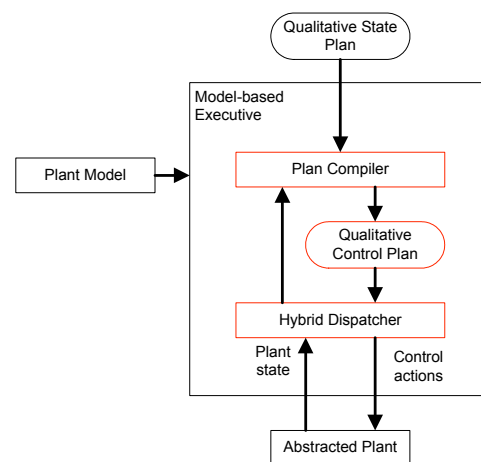 Qualitative State
Plan
Model-based
Executive
Plant Model
Plan Compiler
Qualitative
Control Plan
Hybrid Dispatcher
Plant
state
Control
actions
Abstracted Plant